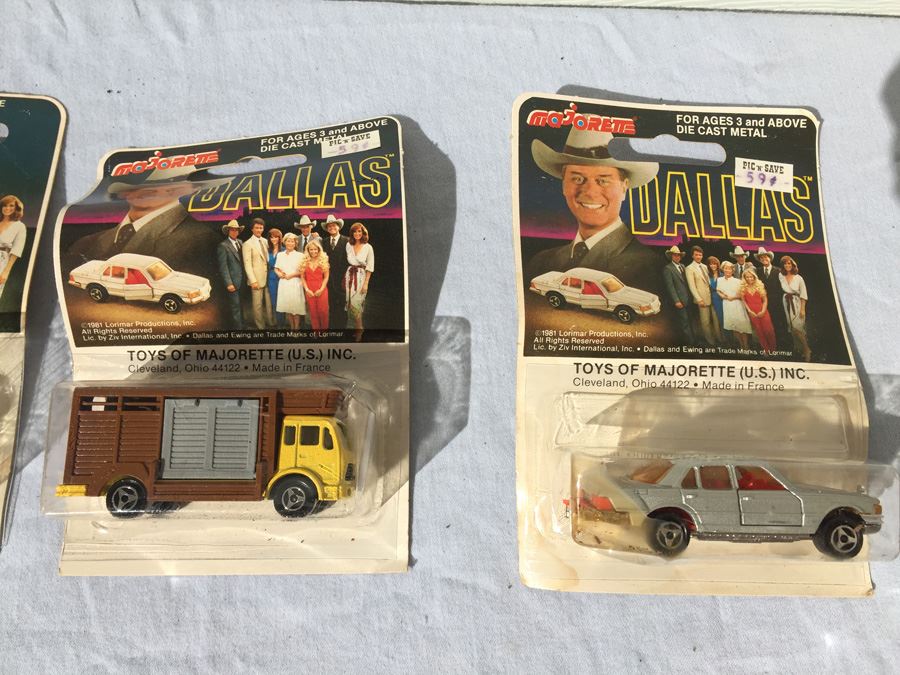 majorette
FOR AGES 3 and ABOVE
DIE CAST METAL
PIC 'N' SAVE
59¢
DALLAS
©1981 Lorimar Productions, Inc.
All Rights Reserved
Lic. by Ziv International, Inc. • Dallas and Ewing are Trade Marks of Lorimar
TOYS OF MAJORETTE (U.S.) INC.
Cleveland, Ohio 44122 • Made in France
majorette
FOR AGES 3 and ABOVE
DIE CAST METAL
PIC 'N' SAVE
59¢
DALLAS™
©1981 Lorimar Productions, Inc.
All Rights Reserved
Lic. by Ziv International, Inc. • Dallas and Ewing are Trade Marks of Lorimar
TOYS OF MAJORETTE (U.S.) INC.
Cleveland, Ohio 44122 • Made in France